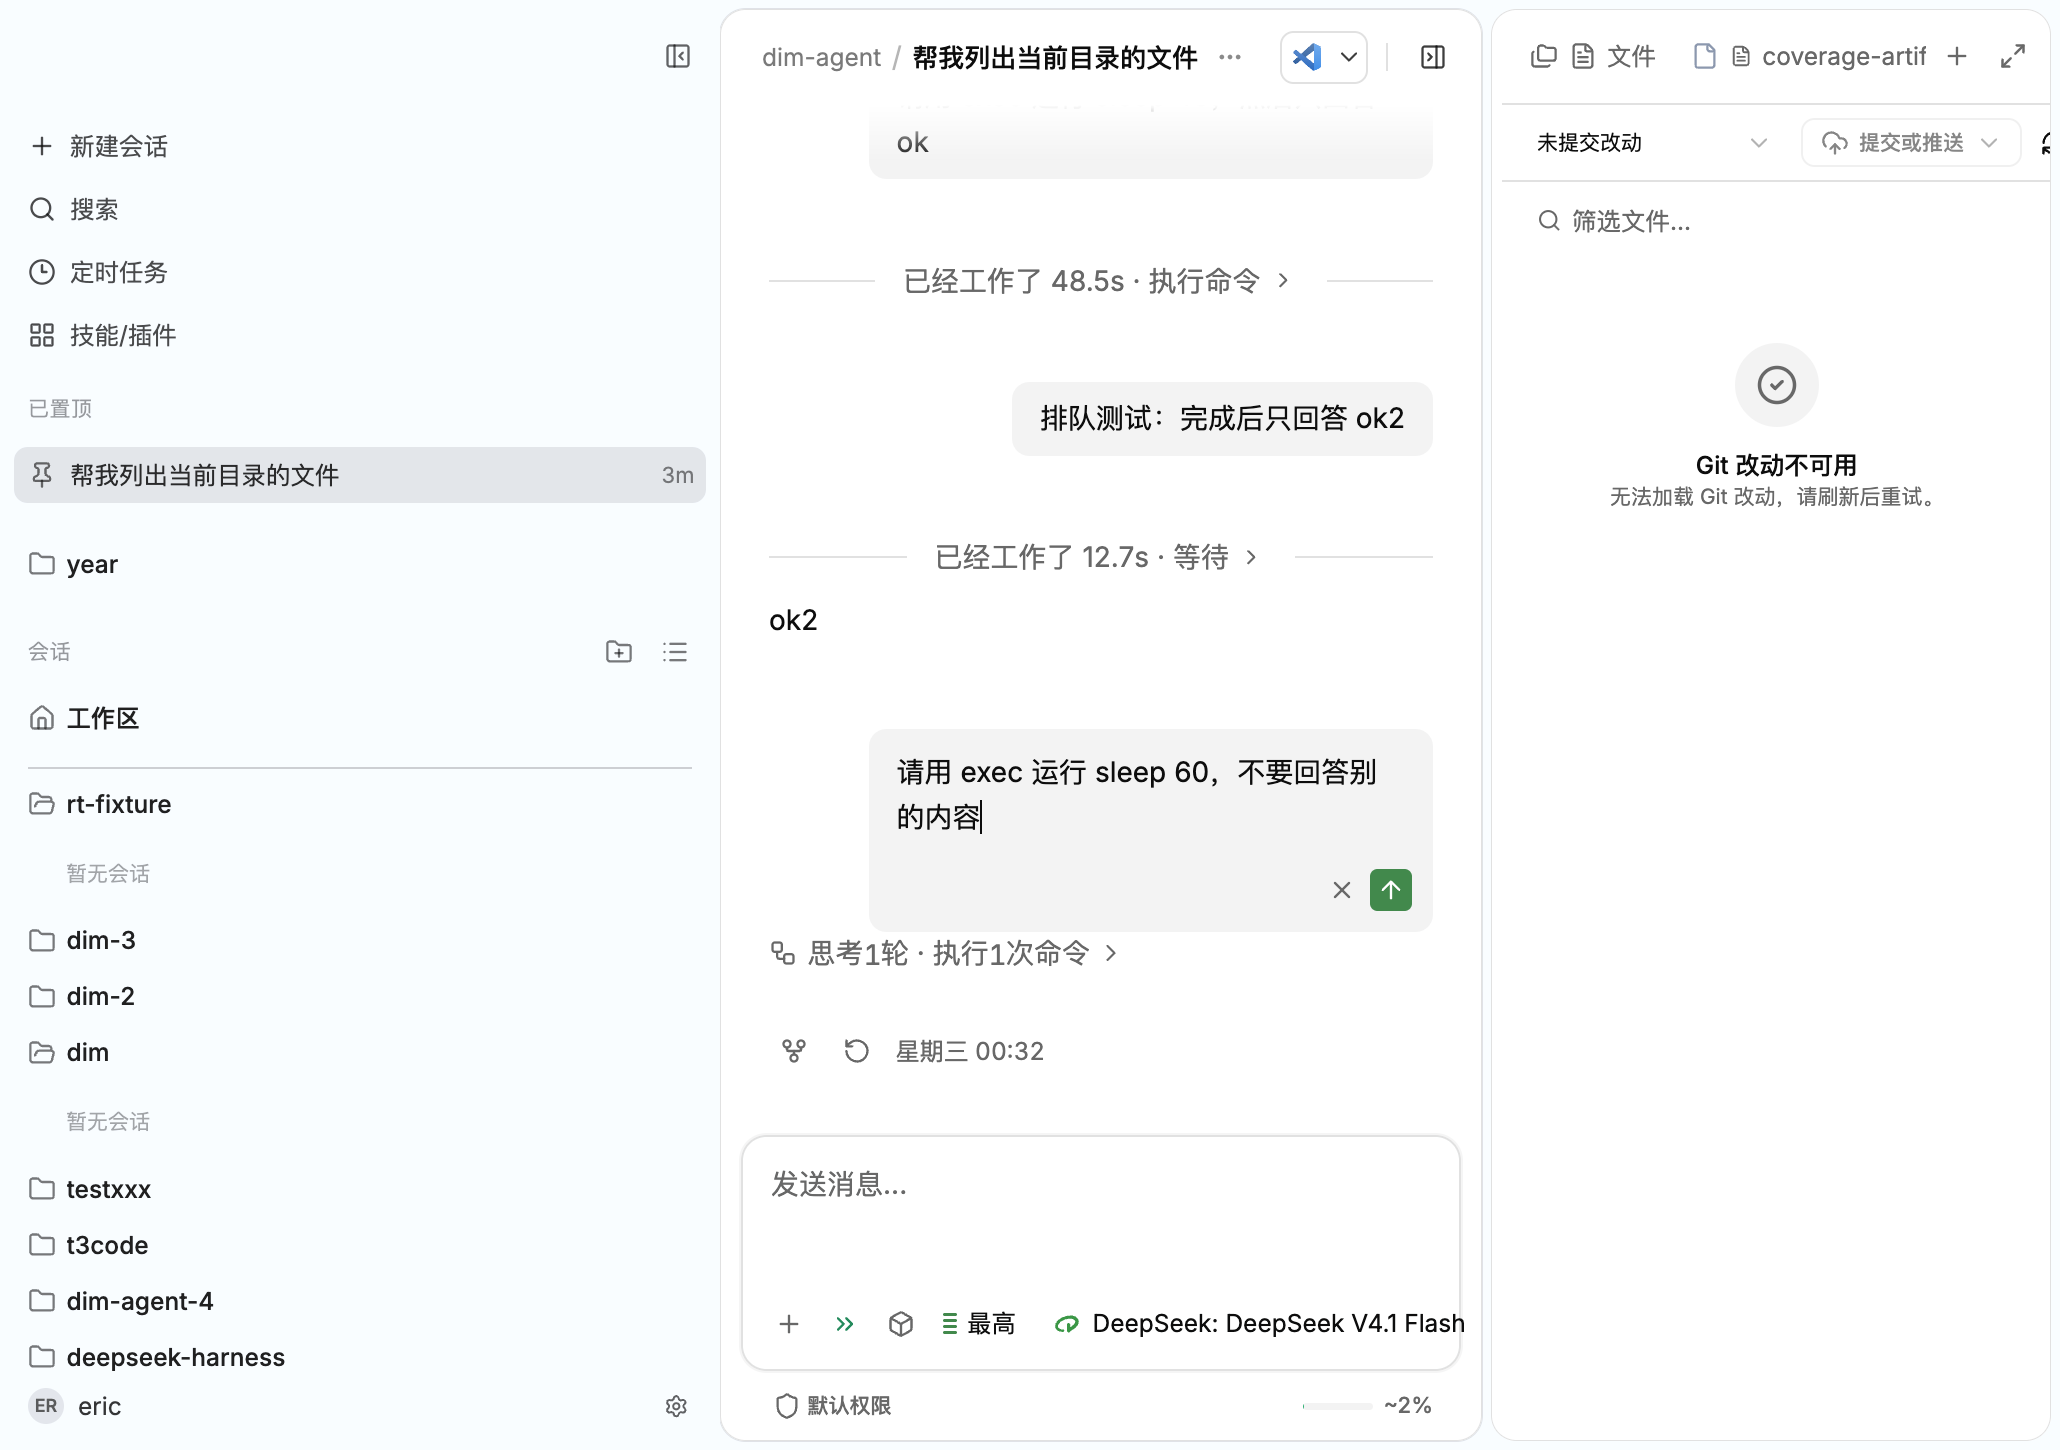 新建会话
搜索
定时任务
技能/插件
已置顶
帮我列出当前目录的文件 3m
year
会话
工作区
rt-fixture
暂无会话
dim-3
dim-2
dim
暂无会话
testxxx
t3code
dim-agent-4
deepseek-harness
ER eric
dim-agent / 帮我列出当前目录的文件
ok
已经工作了 48.5s · 执行命令
排队测试：完成后只回答 ok2
已经工作了 12.7s · 等待
ok2
请用 exec 运行 sleep 60，不要回答别
的内容
思考1轮 · 执行1次命令
星期三 00:32
发送消息...
最高 DeepSeek: DeepSeek V4.1 Flash
默认权限 ~2%
文件 coverage-artif
未提交改动 提交或推送
筛选文件...
Git 改动不可用
无法加载 Git 改动，请刷新后重试。